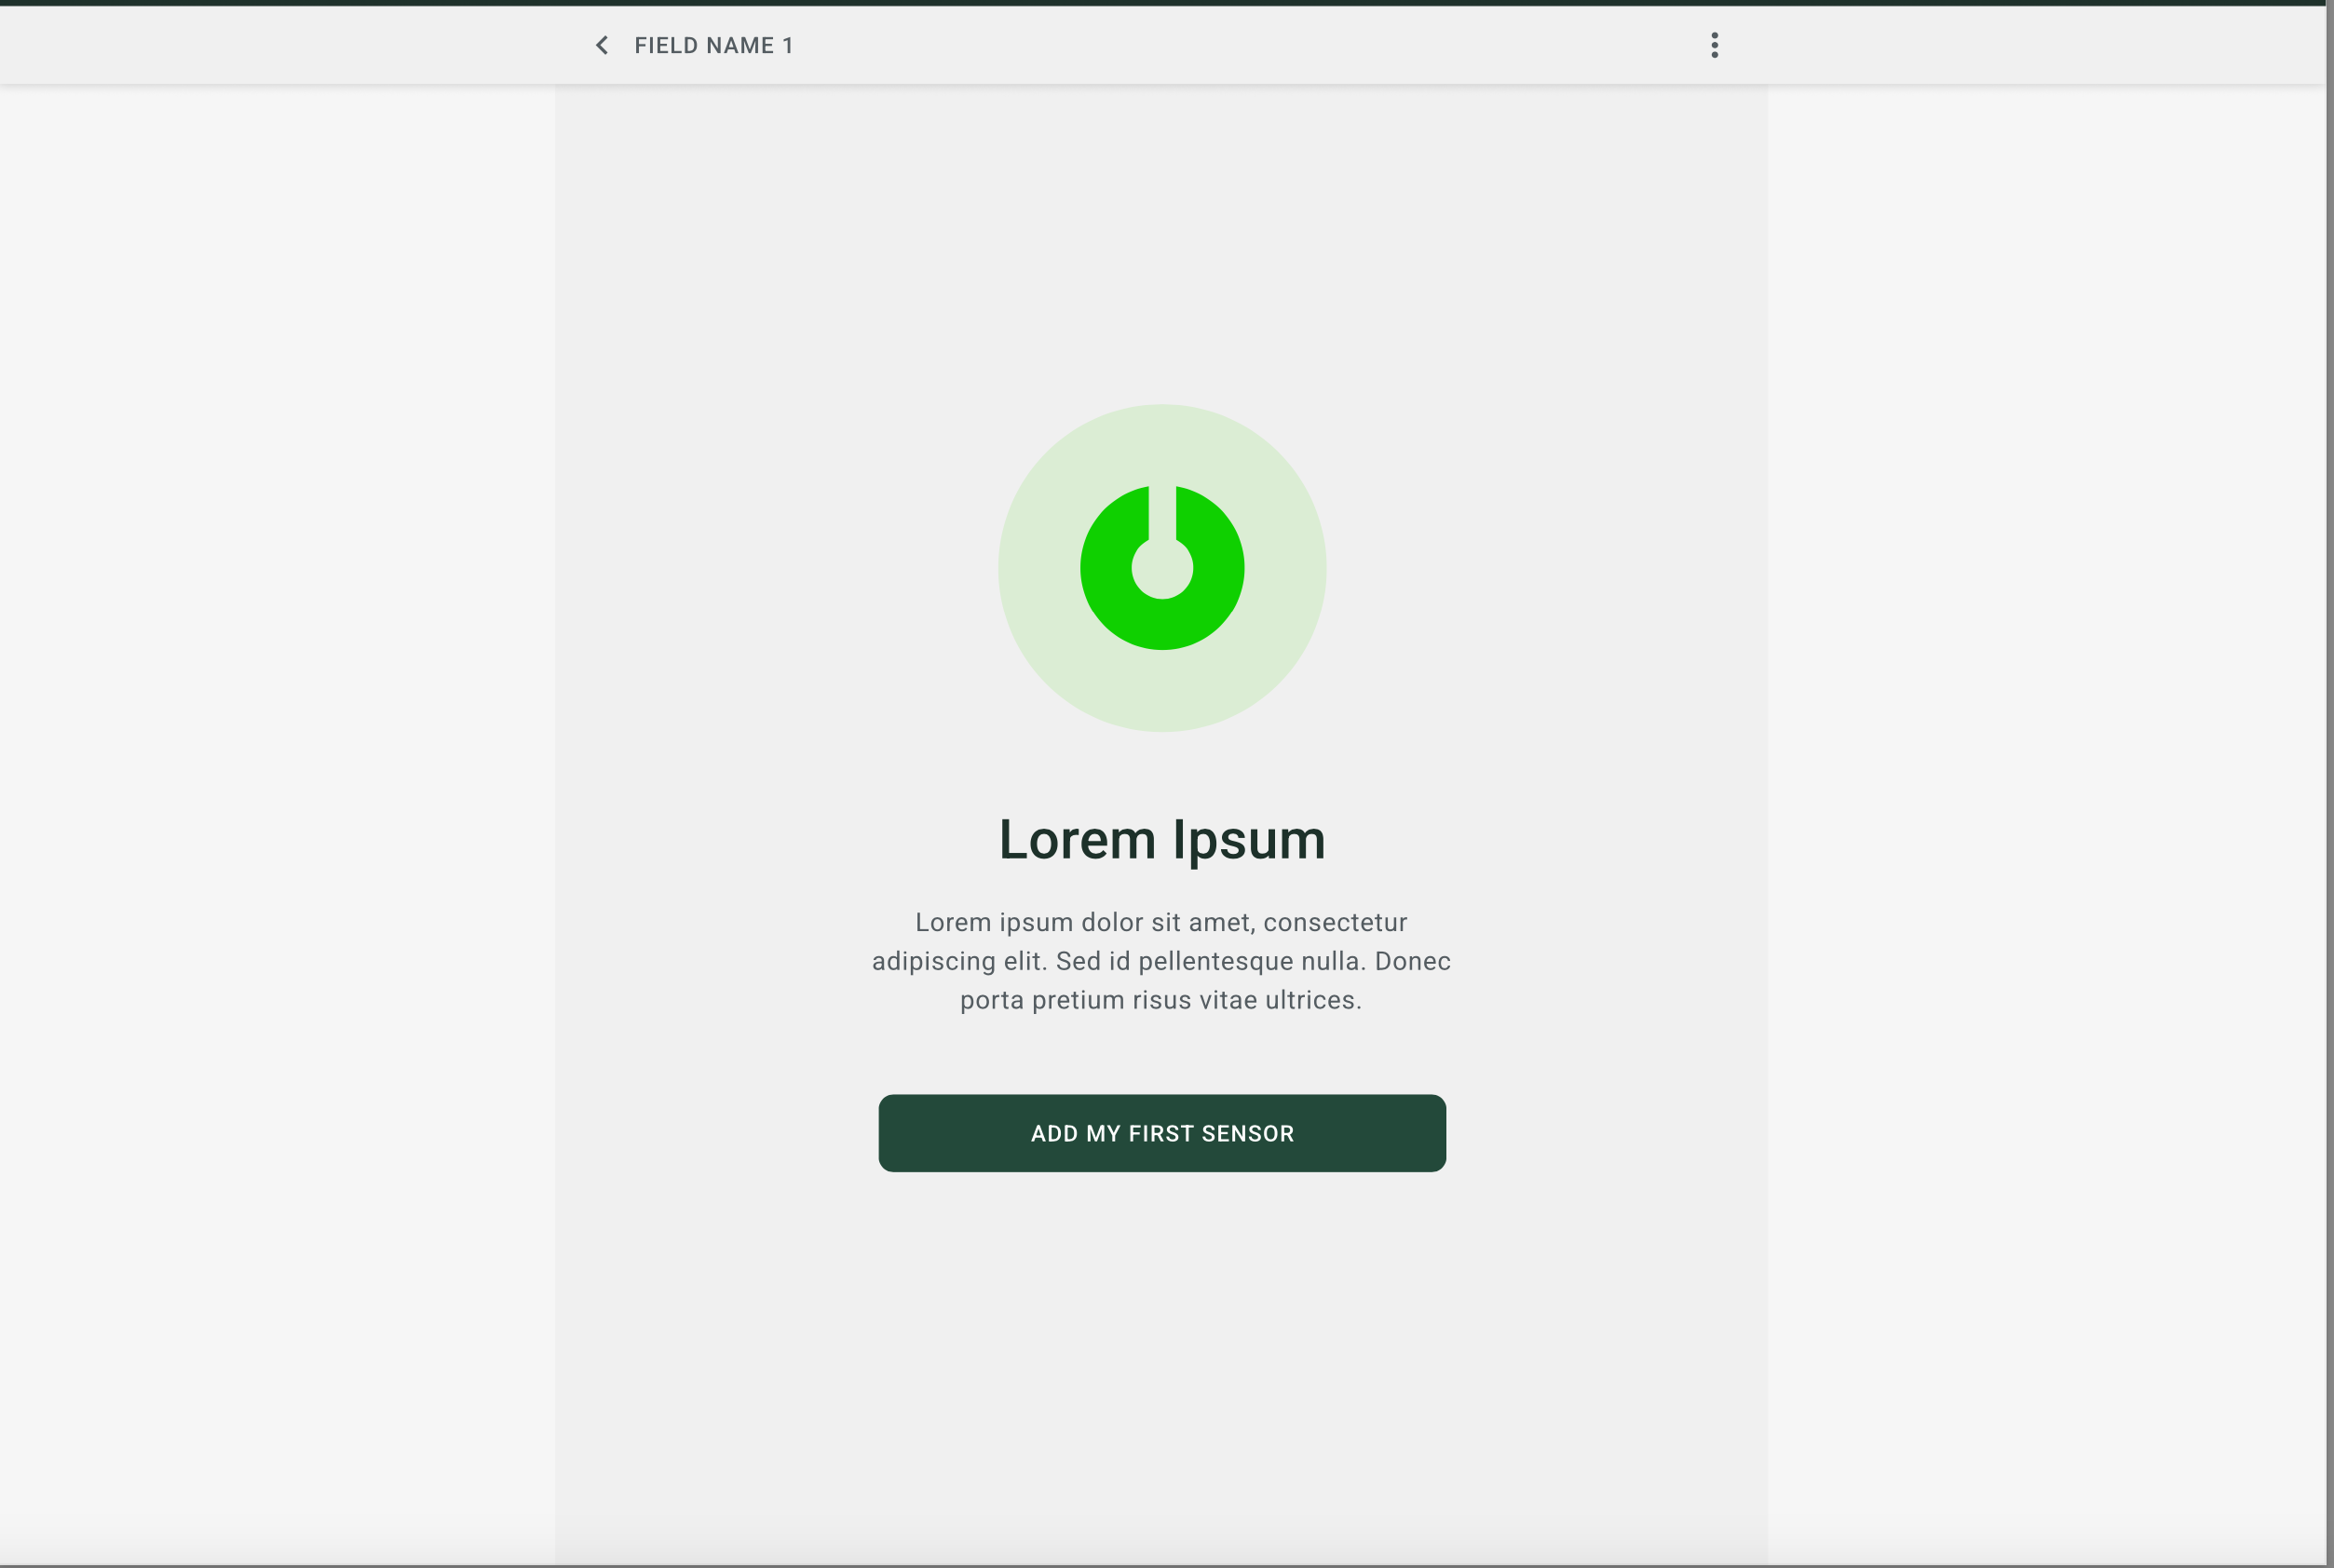 FIELD NAME 1
Lorem Ipsum
Lorem ipsum dolor sit amet, consectetur
adipiscing elit. Sed id pellentesque nulla. Donec
porta pretium risus vitae ultrices.
ADD MY FIRST SENSOR